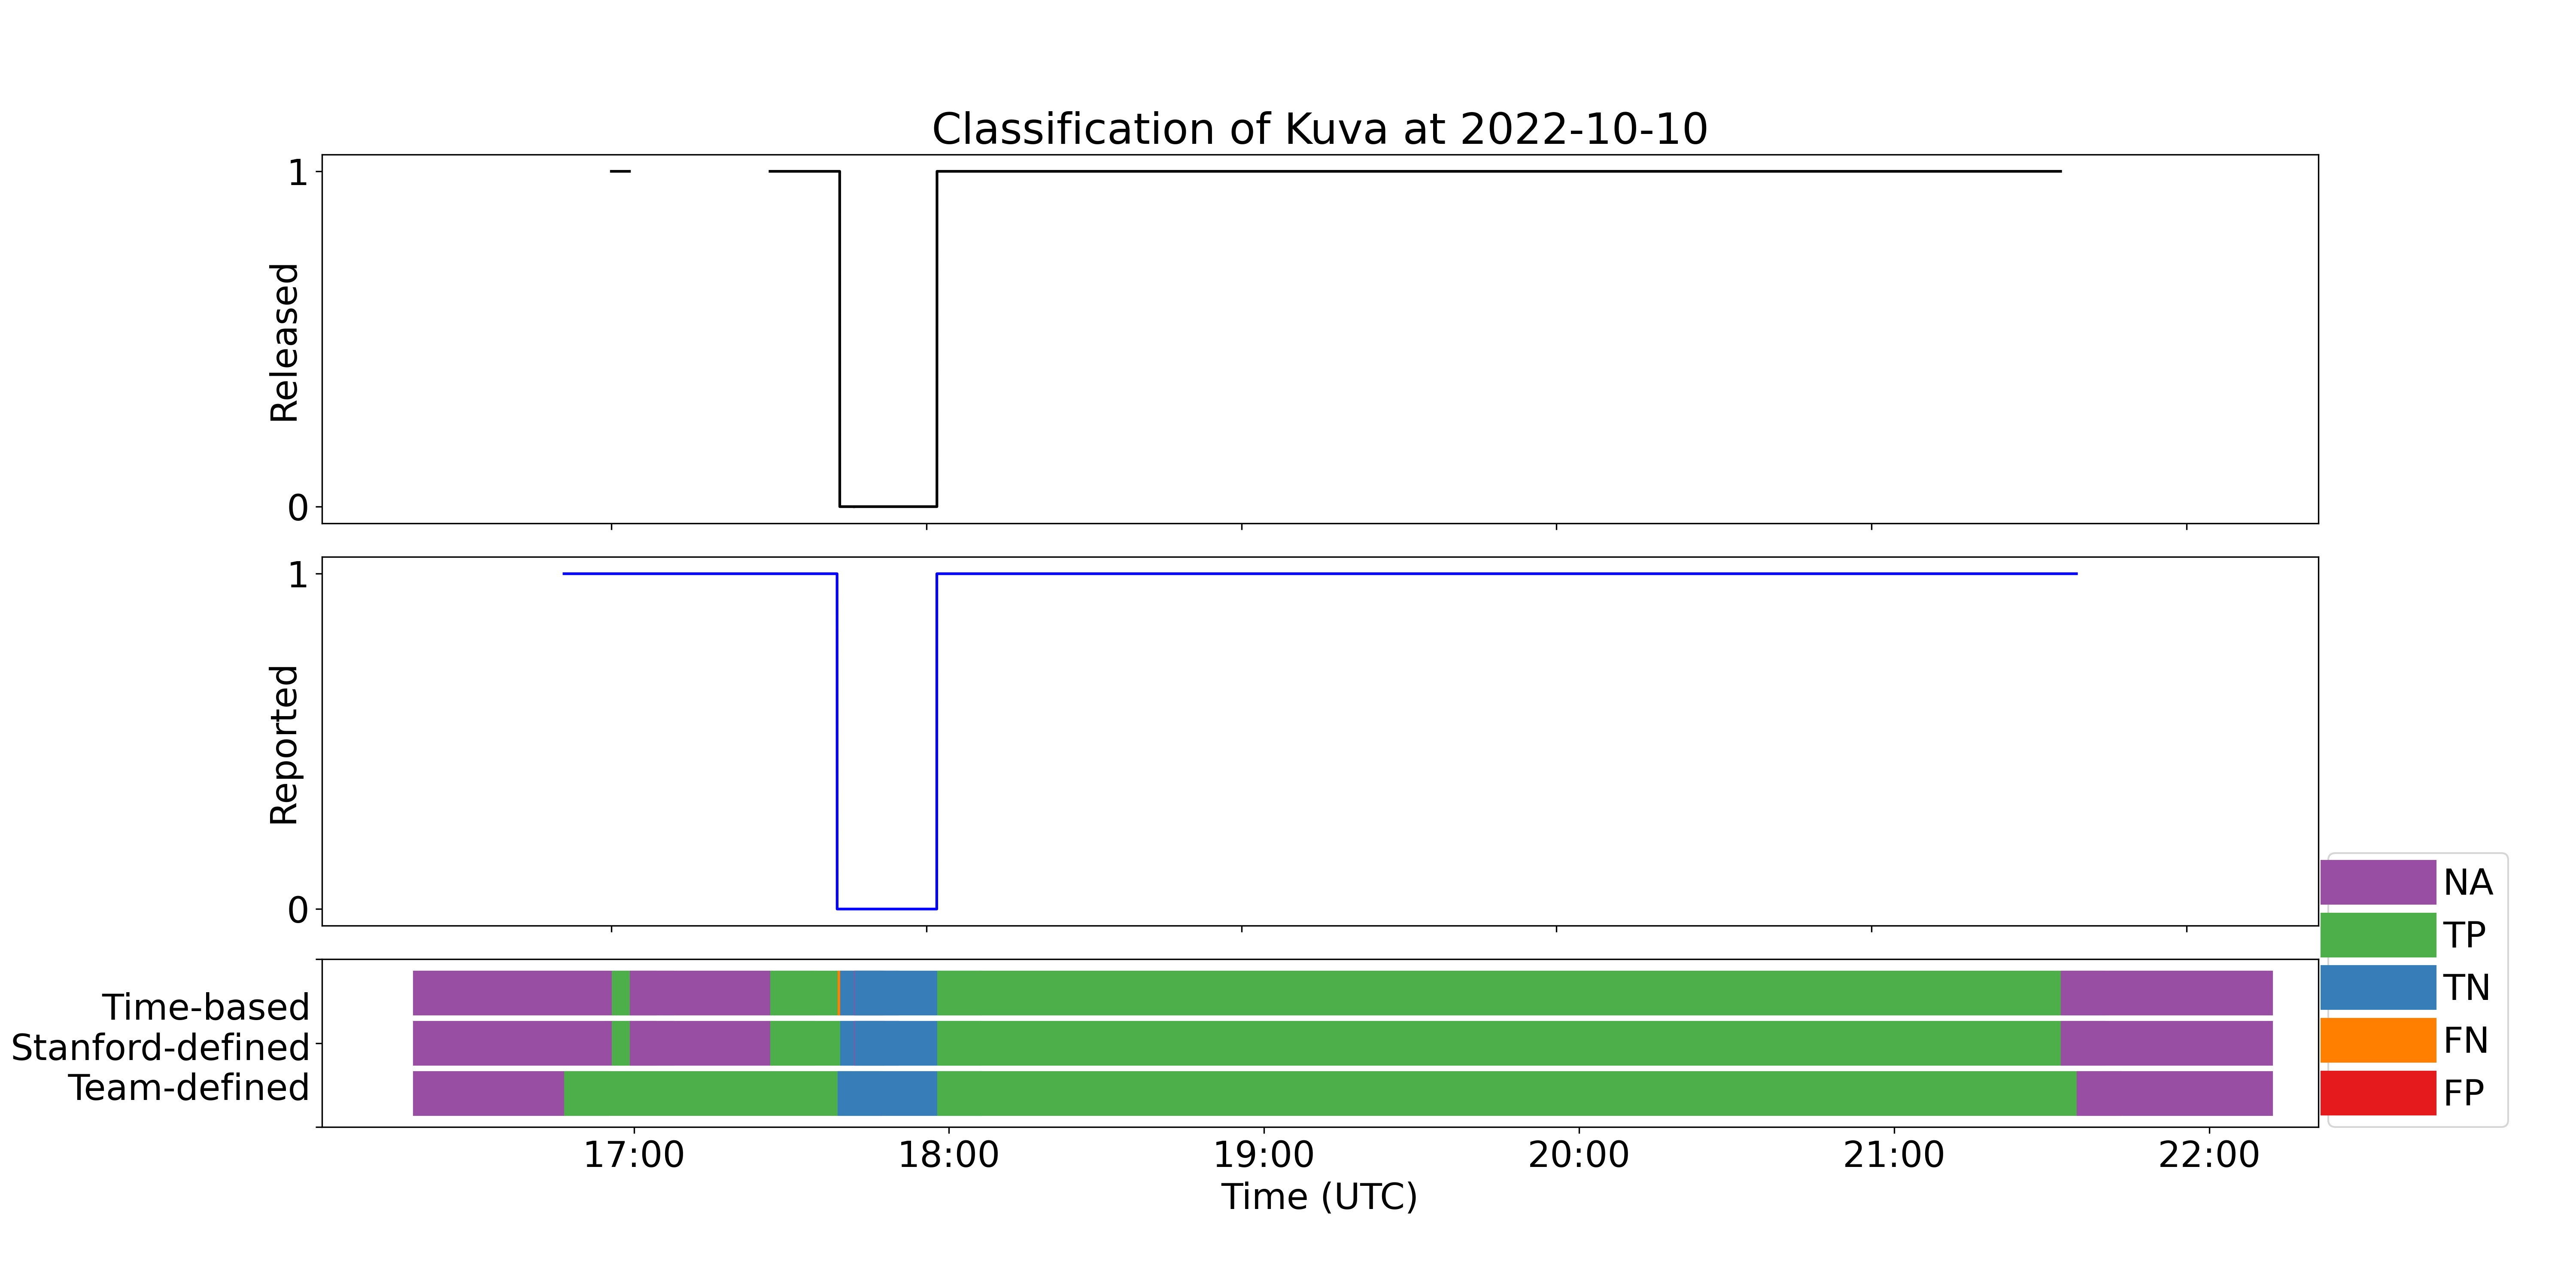 Classification of Kuva at 2022-10-10
1
Released
0
1
Reported
0
NA
TP
TN
FN
FP
Time-based
Stanford-defined
Team-defined
17:00 18:00 19:00 20:00 21:00 22:00
Time (UTC)